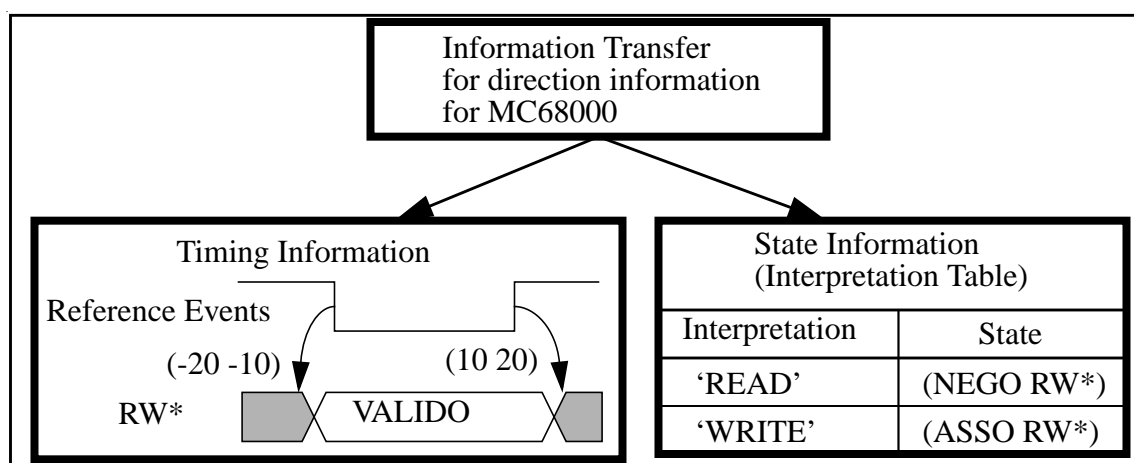 Information Transfer
for direction information
for MC68000
Timing Information
Reference Events
(-20 -10)
(10 20)
RW*
VALIDO
State Information
(Interpretation Table)
Interpretation
State
‘READ’
(NEGO RW*)
‘WRITE’
(ASSO RW*)